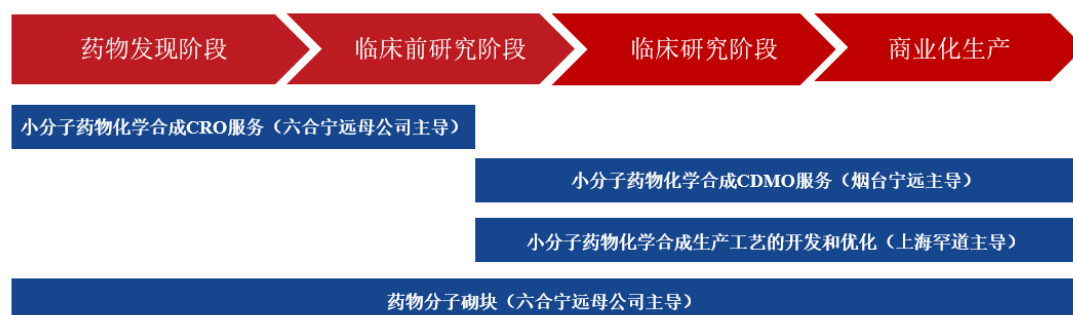 药物发现阶段
临床前研究阶段
临床研究阶段
商业化生产
小分子药物化学合成CRO服务（六合宁远母公司主导）
小分子药物化学合成CDMO服务（烟台宁远主导）
小分子药物化学合成生产工艺的开发和优化（上海罕道主导）
药物分子砌块（六合宁远母公司主导）